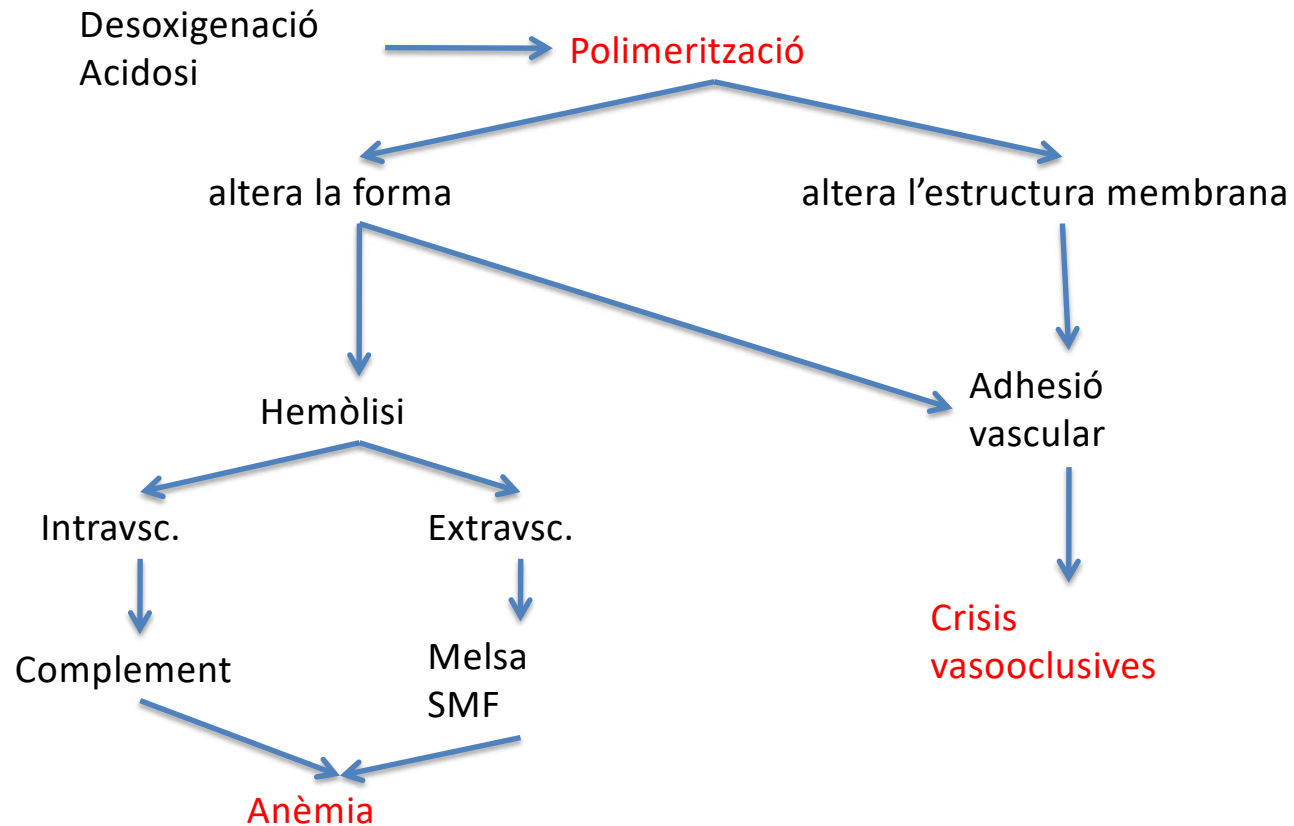 Desoxigenació
Acidosi
Polimerització
altera la forma
altera l’estructura membrana
Hemòlisi
Adhesió
vascular
Intravsc.
Extravsc.
Complement
Melsa
SMF
Crisis
vasooclusives
Anèmia